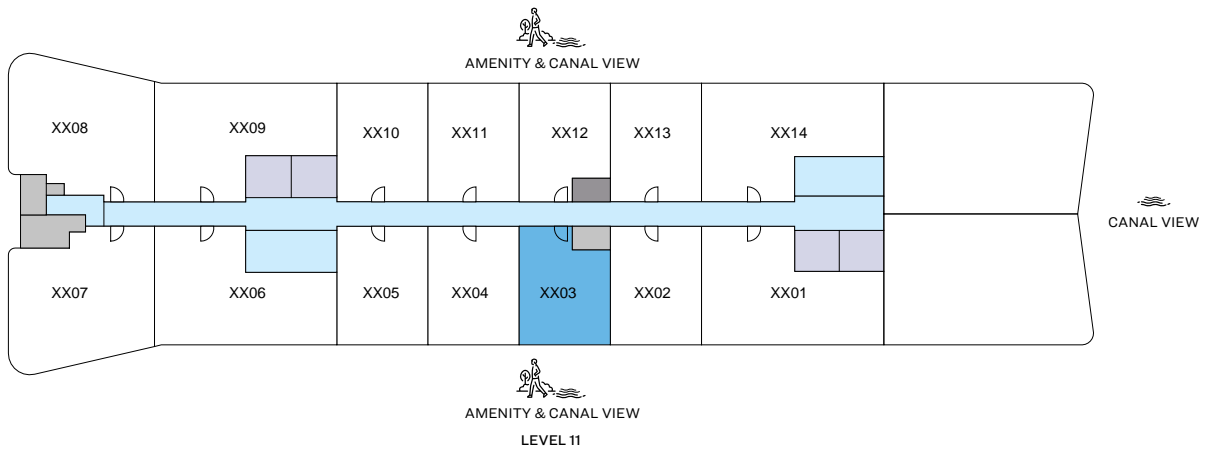 AMENITY & CANAL VIEW
XX08
XX09
XX10
XX11
XX12
XX13
XX14
CANAL VIEW
XX07
XX06
XX05
XX04
XX03
XX02
XX01
AMENITY & CANAL VIEW
LEVEL 11